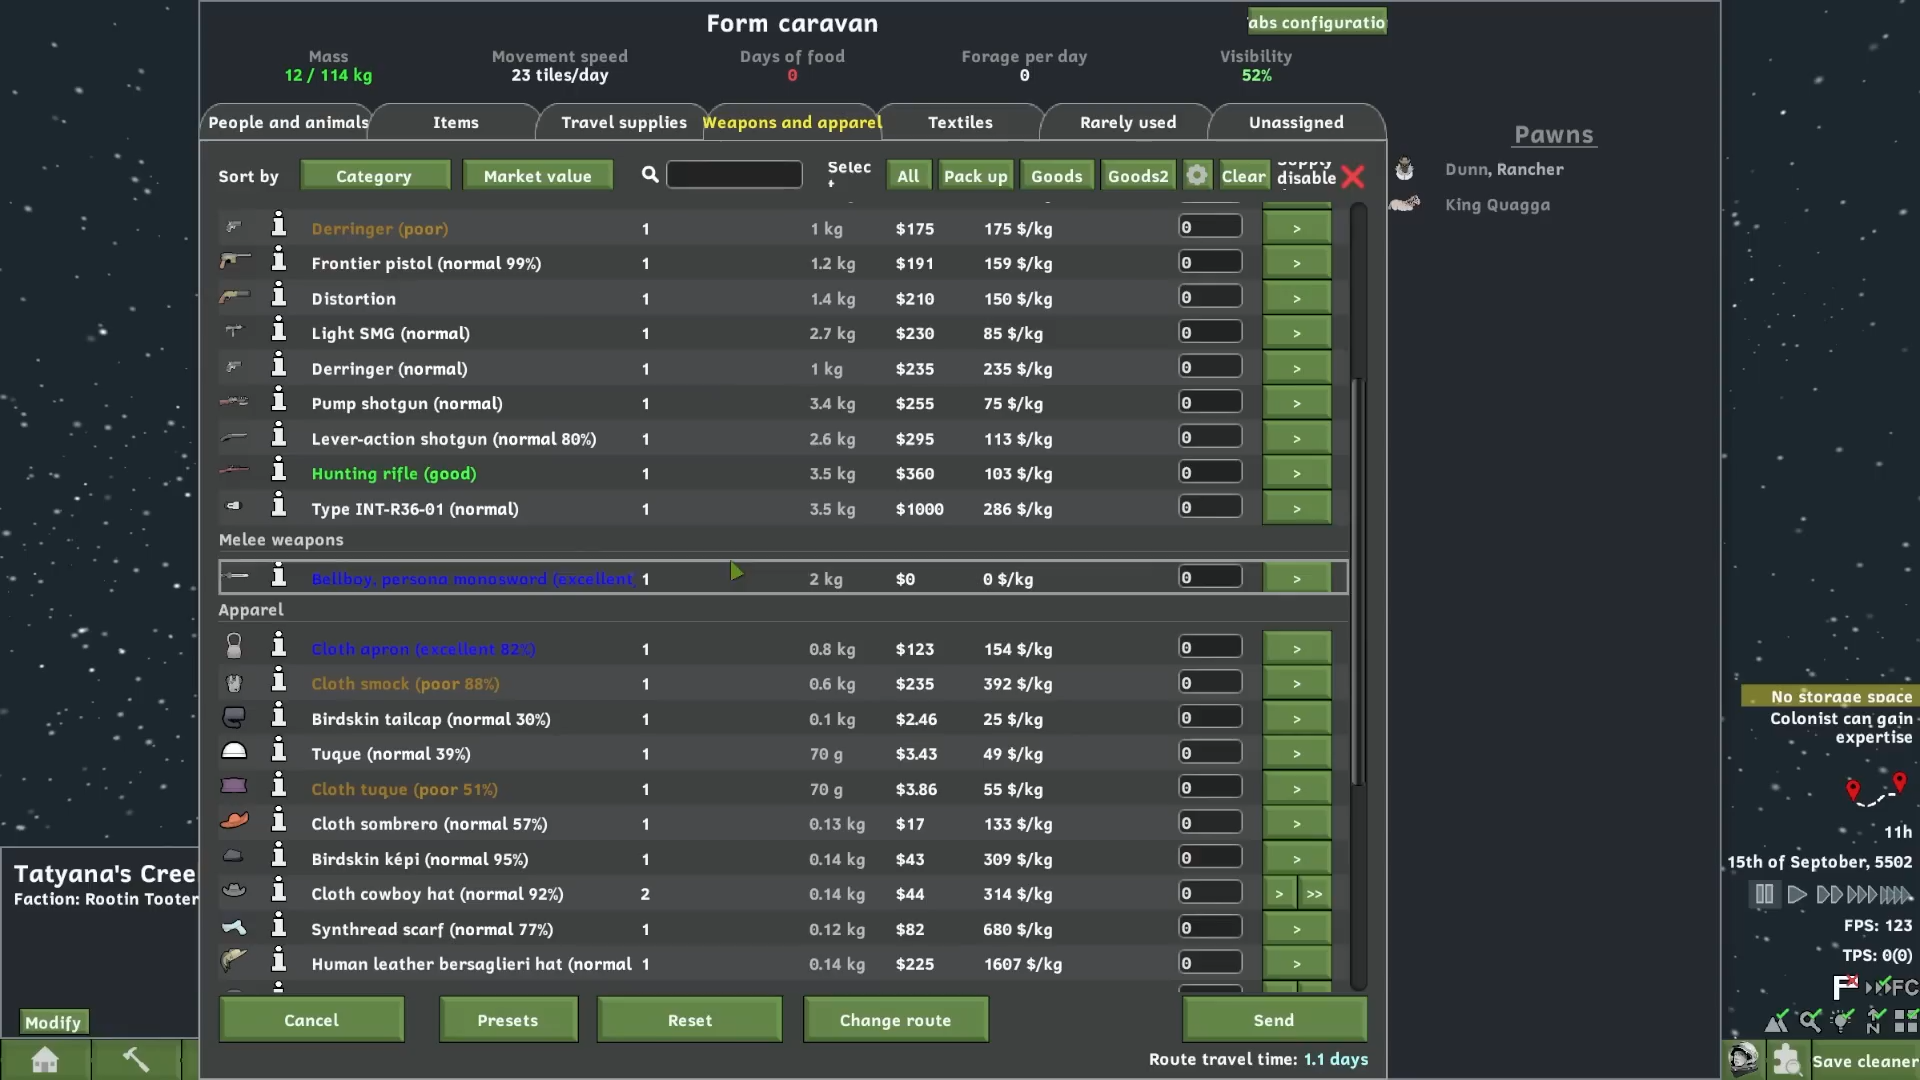 Form caravan
abs configuratio
Mass
12 / 114 kg
Movement speed
23 tiles/day
Days of food
0
Forage per day
0
Visibility
52%
People and animals
Items
Travel supplies
Weapons and apparel
Textiles
Rarely used
Unassigned
Sort by
Category
Market value
Selec
t
All
Pack up
Goods
Goods2
Clear
Supply
disable
Pawns
Dunn, Rancher
King Quagga
Derringer (poor) 1 1 kg $175 175 $/kg 0 >
Frontier pistol (normal 99%) 1 1.2 kg $191 159 $/kg 0 >
Distortion 1 1.4 kg $210 150 $/kg 0 >
Light SMG (normal) 1 2.7 kg $230 85 $/kg 0 >
Derringer (normal) 1 1 kg $235 235 $/kg 0 >
Pump shotgun (normal) 1 3.4 kg $255 75 $/kg 0 >
Lever-action shotgun (normal 80%) 1 2.6 kg $295 113 $/kg 0 >
Hunting rifle (good) 1 3.5 kg $360 103 $/kg 0 >
Type INT-R36-01 (normal) 1 3.5 kg $1000 286 $/kg 0 >
Melee weapons
Bellboy, persona monosword (excellent 1 2 kg $0 0 $/kg 0 >
Apparel
Cloth apron (excellent 82%) 1 0.8 kg $123 154 $/kg 0 >
Cloth smock (poor 88%) 1 0.6 kg $235 392 $/kg 0 >
Birdskin tailcap (normal 30%) 1 0.1 kg $2.46 25 $/kg 0 >
Tuque (normal 39%) 1 70 g $3.43 49 $/kg 0 >
Cloth tuque (poor 51%) 1 70 g $3.86 55 $/kg 0 >
Cloth sombrero (normal 57%) 1 0.13 kg $17 133 $/kg 0 >
Birdskin képi (normal 95%) 1 0.14 kg $43 309 $/kg 0 >
Cloth cowboy hat (normal 92%) 2 0.14 kg $44 314 $/kg 0 > >>
Synthread scarf (normal 77%) 1 0.12 kg $82 680 $/kg 0 >
Human leather bersaglieri hat (normal 1 0.14 kg $225 1607 $/kg 0 >
Cancel
Presets
Reset
Change route
Send
Route travel time: 1.1 days
Tatyana's Cree
Faction: Rootin Tooter
Modify
No storage space
Colonist can gain
expertise
11h
15th of Septober, 5502
FPS: 123
TPS: 0(0)
F
FC
N
Save cleaner